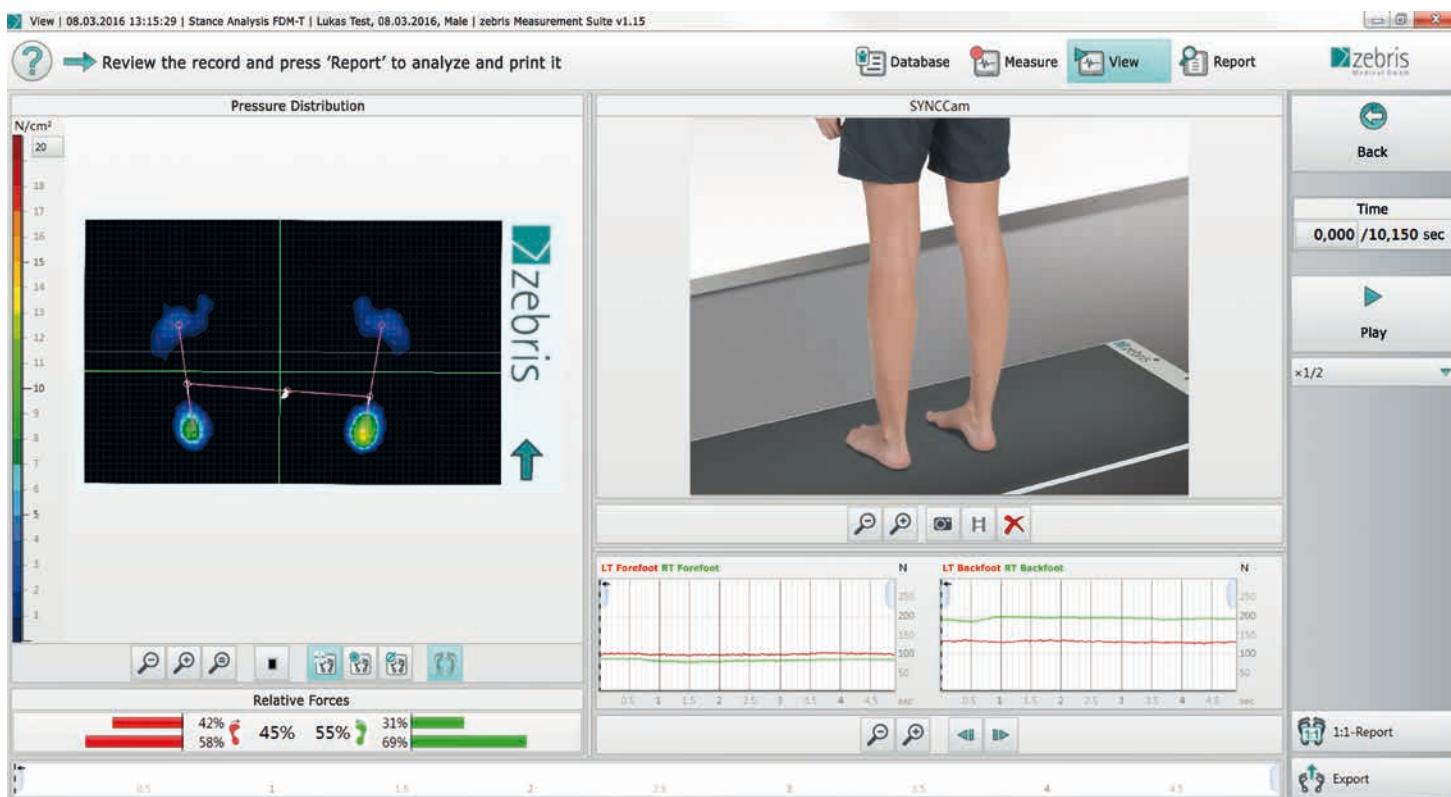 View | 08.03.2016 13:15:29 | Stance Analysis FDM-T | Lukas Test, 08.03.2016, Male | zebris Measurement Suite v1.15
? Review the record and press 'Report' to analyze and print it
Database Measure View Report
zebris
Medical GmbH
Pressure Distribution
N/cm²
20
18
17
16
15
14
13
12
11
10
9
8
7
6
5
4
3
2
1
zebris
Relative Forces
42% 45% 55% 31%
58% 69%
SYNCCam
zebris
LT Forefoot RT Forefoot N
250
200
150
100
50
0.5 1 1.5 2 2.5 3 3.5 4 4.5 sec
LT Backfoot RT Backfoot N
250
200
150
100
50
0.5 1 1.5 2 2.5 3 3.5 4 4.5 sec
Back
Time
0,000 /10,150 sec
Play
×1/2
1:1
1:1-Report
Export
0.5 1 1.5 2 2.5 3 3.5 4 4.5